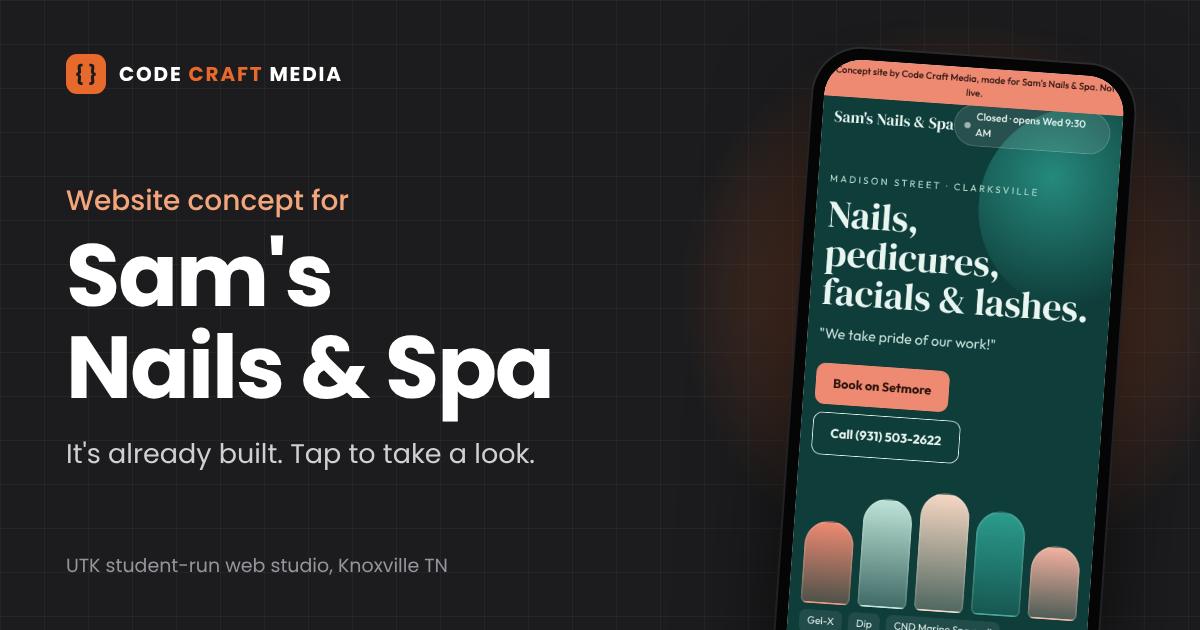 { } CODE CRAFT MEDIA
Website concept for
Sam's
Nails & Spa
It's already built. Tap to take a look.
UTK student-run web studio, Knoxville TN
Concept site by Code Craft Media, made for Sam's Nails & Spa. Not
live.
Sam's Nails & Spa
Closed · opens Wed 9:30
AM
MADISON STREET · CLARKSVILLE
Nails,
pedicures,
facials & lashes.
"We take pride of our work!"
Book on Setmore
Call (931) 503-2622
Gel-X
Dip
CND